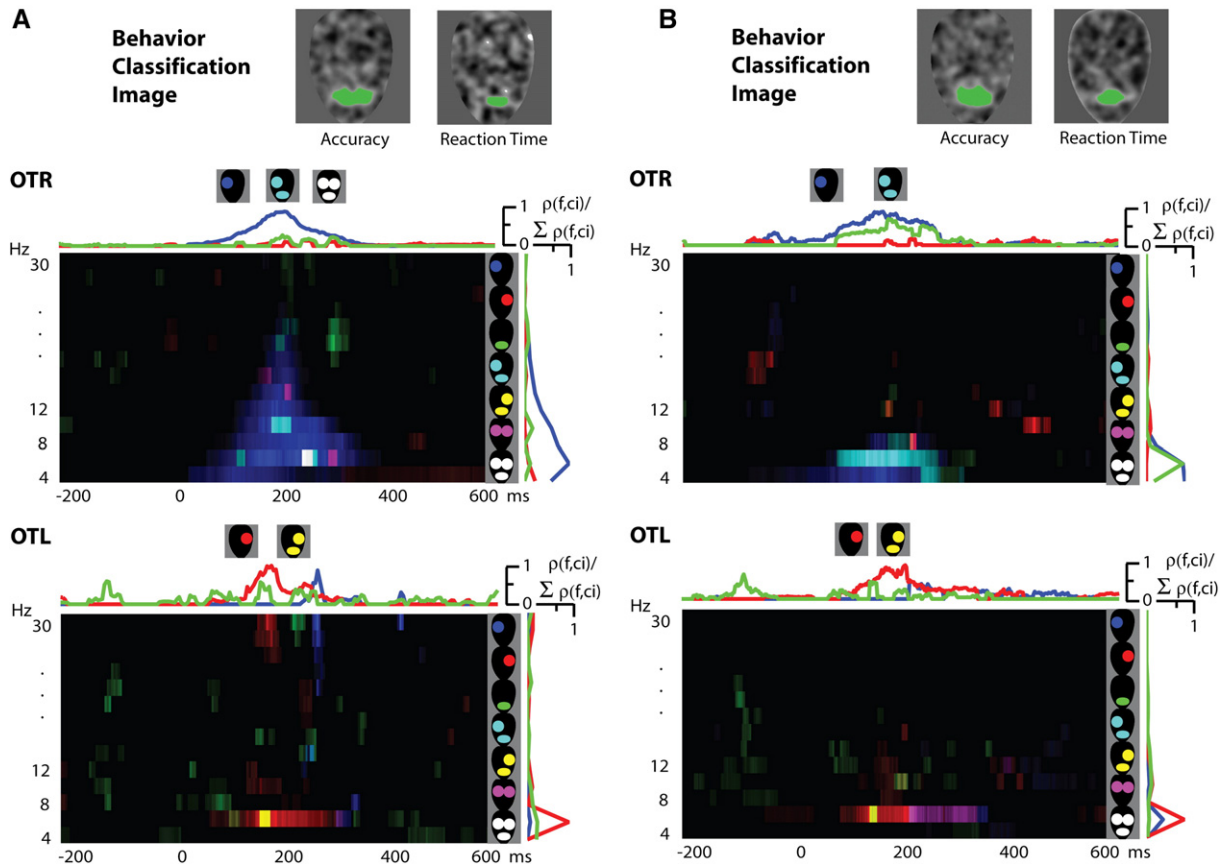 A
Behavior
Classification
Image
Accuracy
Reaction Time
OTR
1
0
ρ(f,ci)/
Σ ρ(f,ci)
1
Hz
30
.
.
.
12
8
4
-200
0
200
400
600 ms
OTL
1
0
ρ(f,ci)/
Σ ρ(f,ci)
1
Hz
30
.
.
.
12
8
4
-200
0
200
400
600 ms
B
Behavior
Classification
Image
Accuracy
Reaction Time
OTR
1
0
ρ(f,ci)/
Σ ρ(f,ci)
1
Hz
30
.
.
.
12
8
4
-200
0
200
400
600 ms
OTL
1
0
ρ(f,ci)/
Σ ρ(f,ci)
1
Hz
30
.
.
.
12
8
4
-200
0
200
400
600 ms